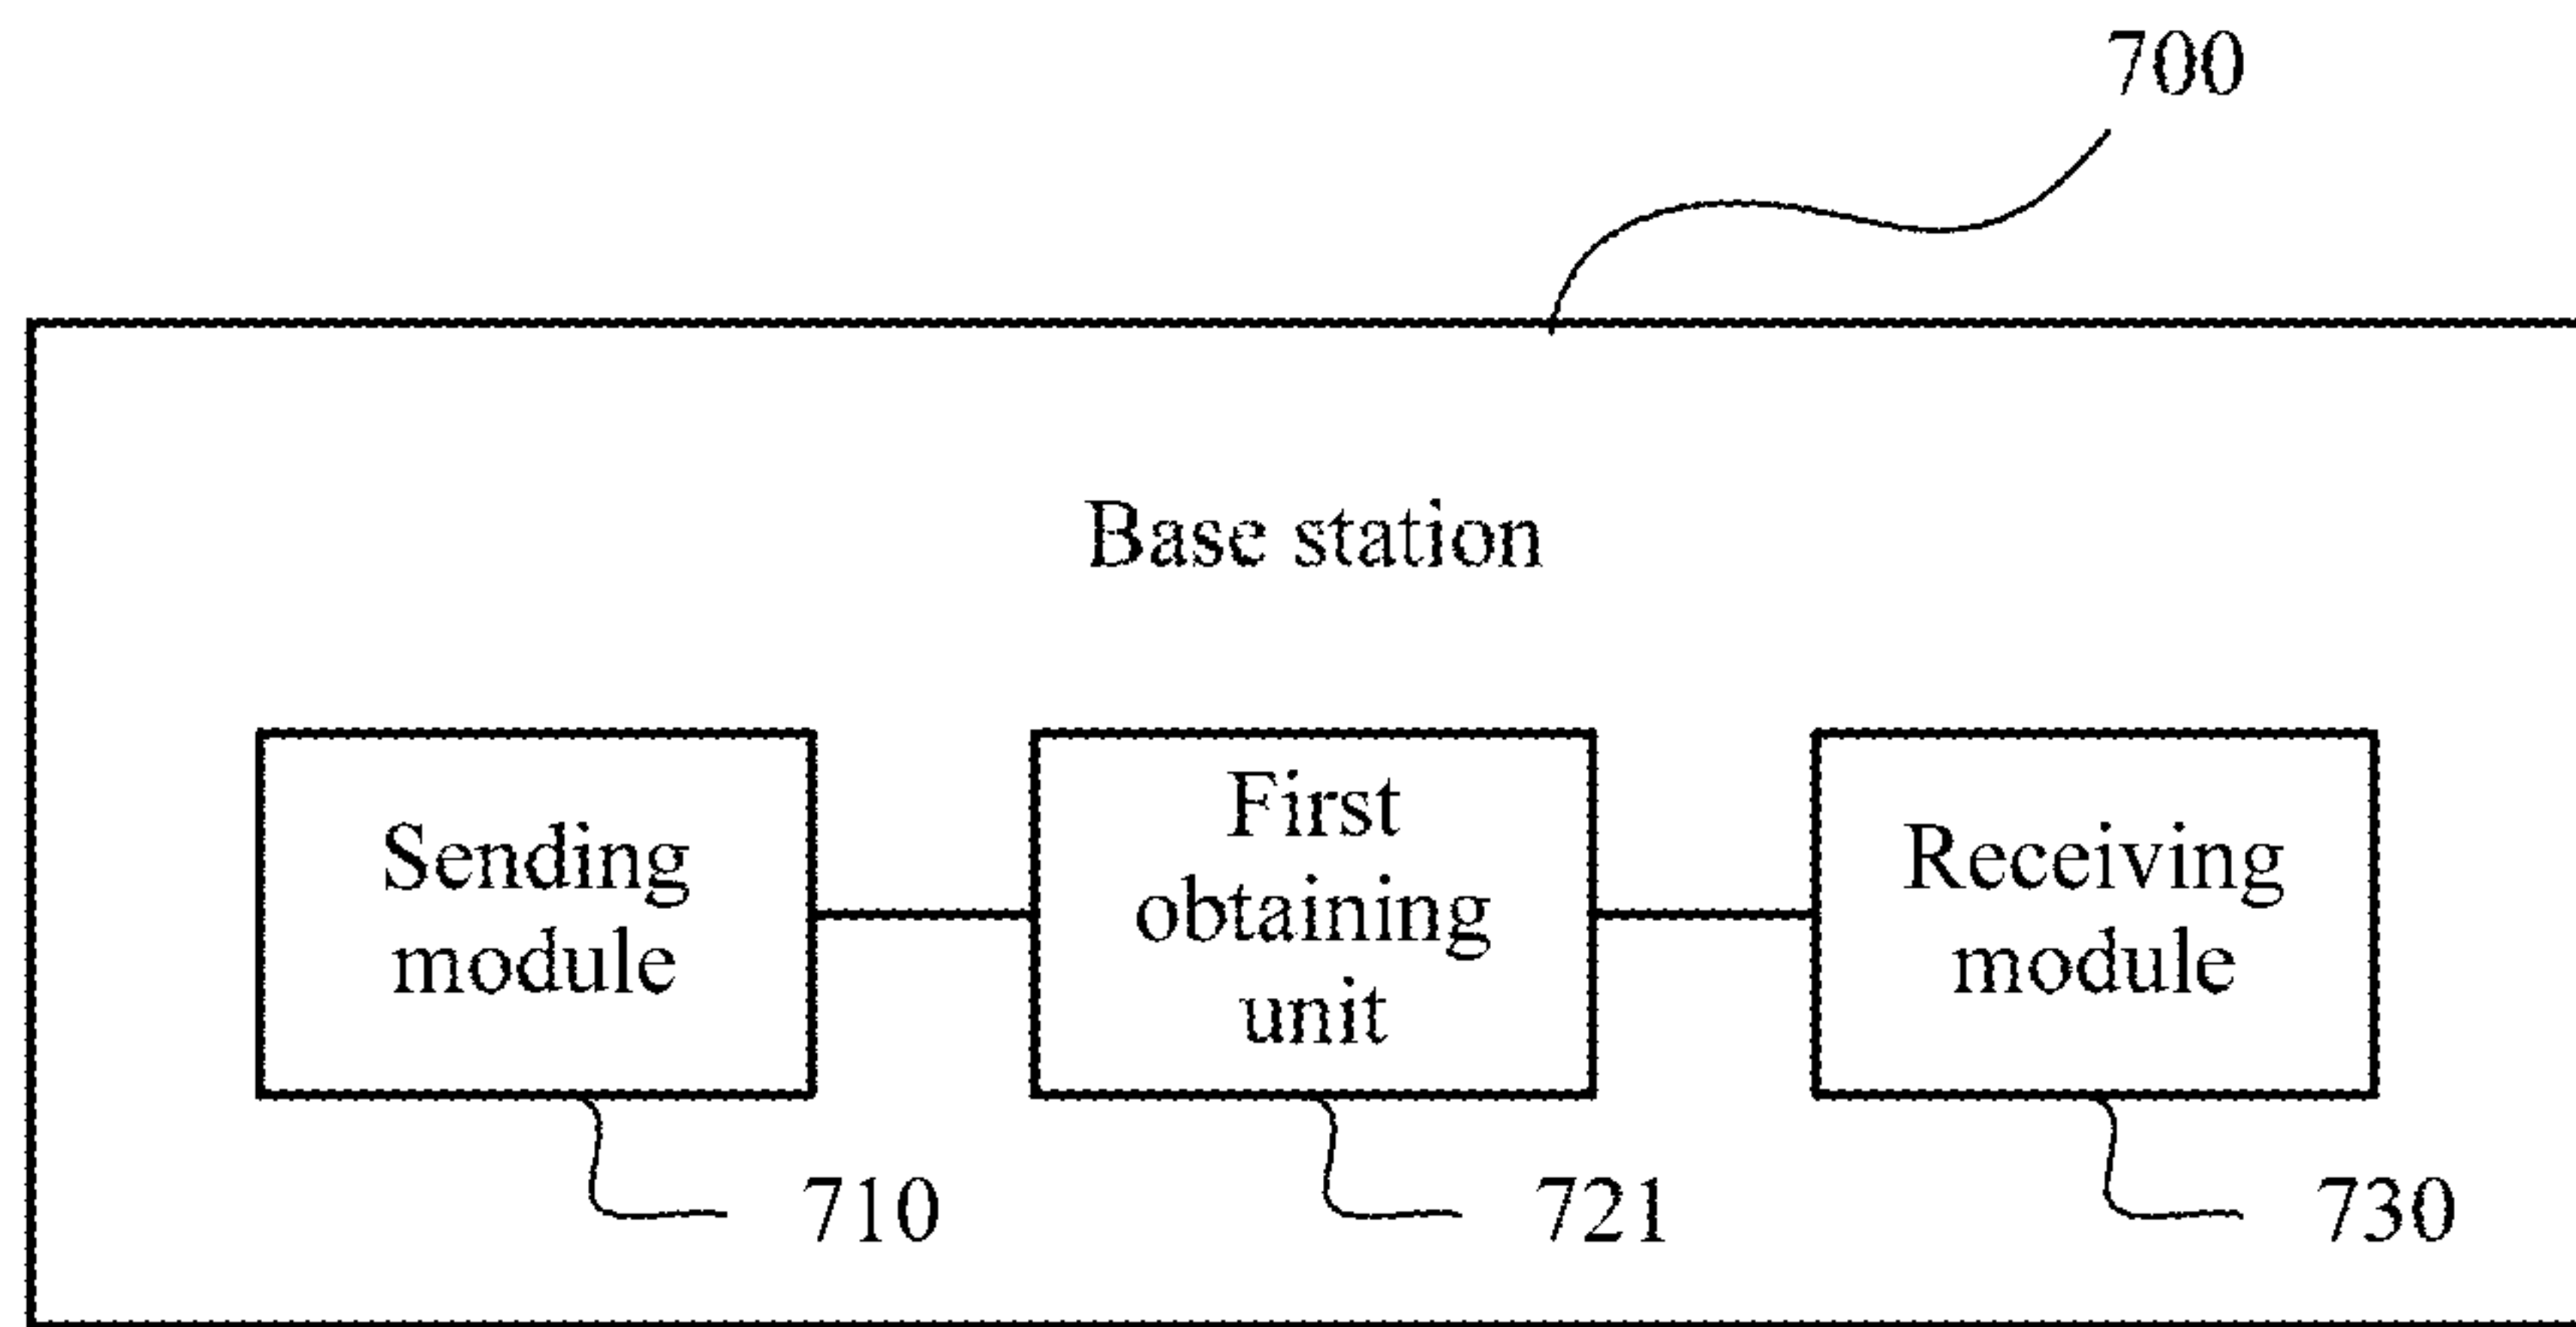 700
Base station
Sending
module
First
obtaining
unit
Receiving
module
710
721
730